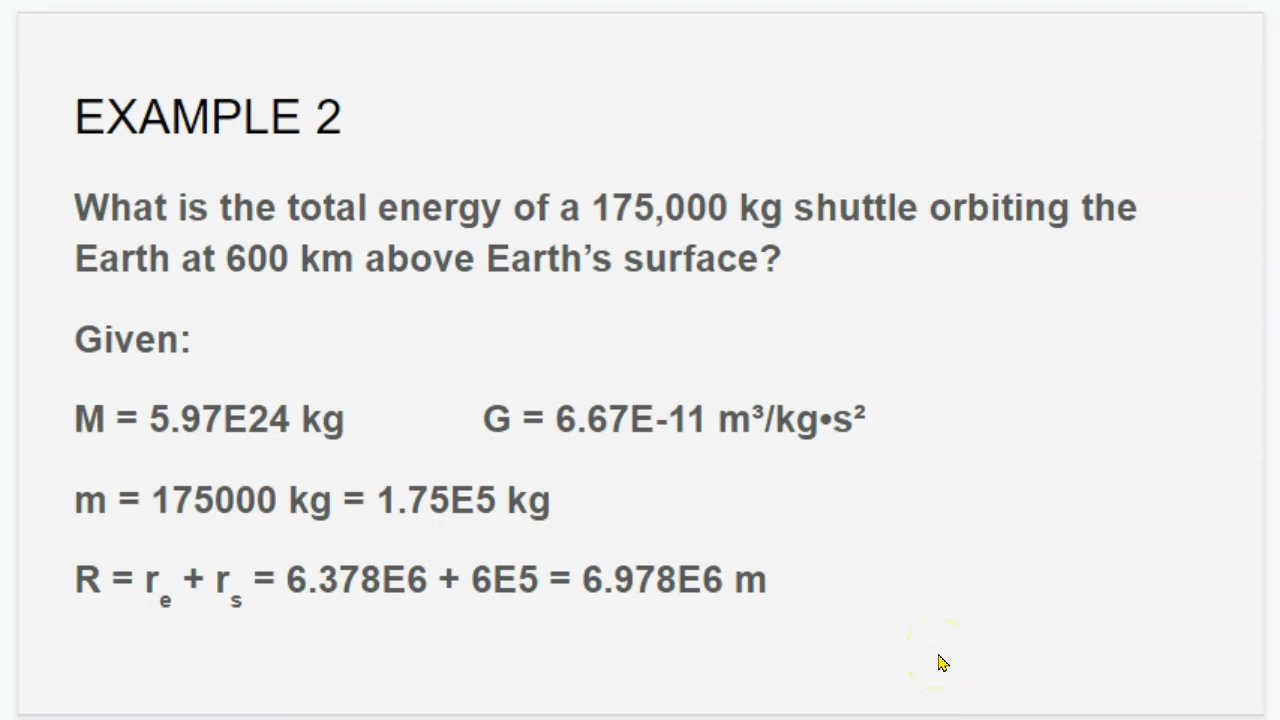 EXAMPLE 2
What is the total energy of a 175,000 kg shuttle orbiting the
Earth at 600 km above Earth’s surface?
Given:
M = 5.97E24 kg G = 6.67E-11 m³/kg•s²
m = 175000 kg = 1.75E5 kg
R = rₑ + rₛ = 6.378E6 + 6E5 = 6.978E6 m